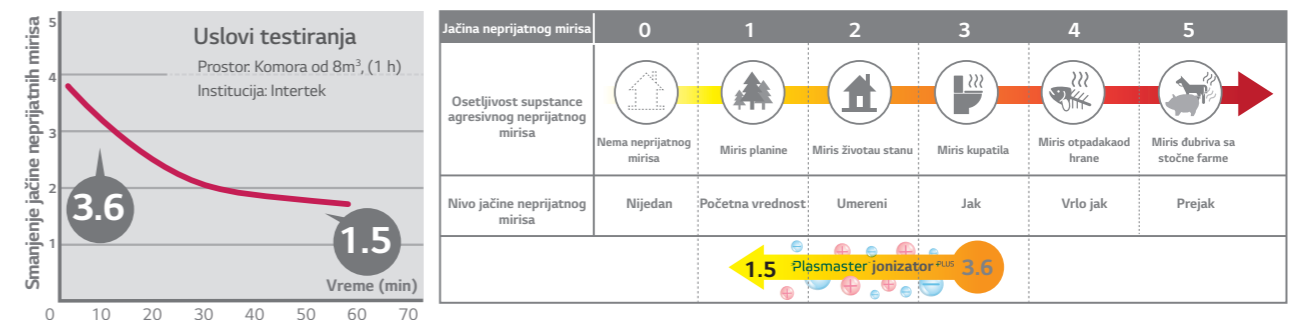 Smanjenje jačine neprijatnih mirisa
5
4
3
2
1
Uslovi testiranja
Prostor: Komora od 8m³, (1 h)
Institucija: Intertek
3.6
1.5
Vreme (min)
0 10 20 30 40 50 60 70
Jačina neprijatnog mirisa 0 1 2 3 4 5
Osetljivost supstance
agresivnog neprijatnog
mirisa
Nema neprijatnog
mirisa
Miris planine
Miris životau stanu
Miris kupatila
Miris otpadakaod
hrane
Miris đubriva sa
stočne farme
Nivo jačine neprijatnog
mirisa
Nijedan
Početna vrednost
Umereni
Jak
Vrlo jak
Prejak
1.5 Plasmaster jonizator PLUS 3.6